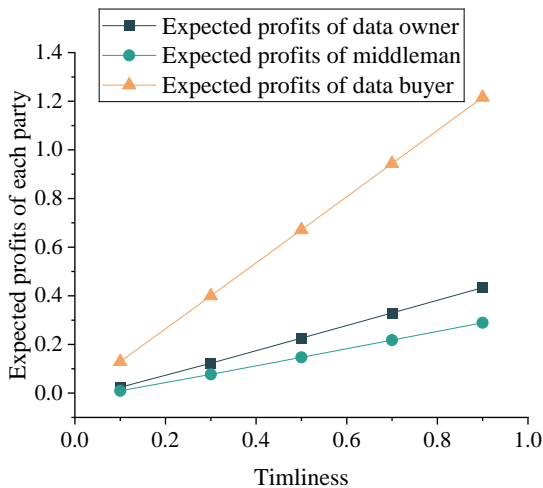 Expected profits of data owner
Expected profits of middleman
Expected profits of data buyer
Expected profits of each party
1.4
1.2
1.0
0.8
0.6
0.4
0.2
0.0
0.0 0.2 0.4 0.6 0.8 1.0
Timliness